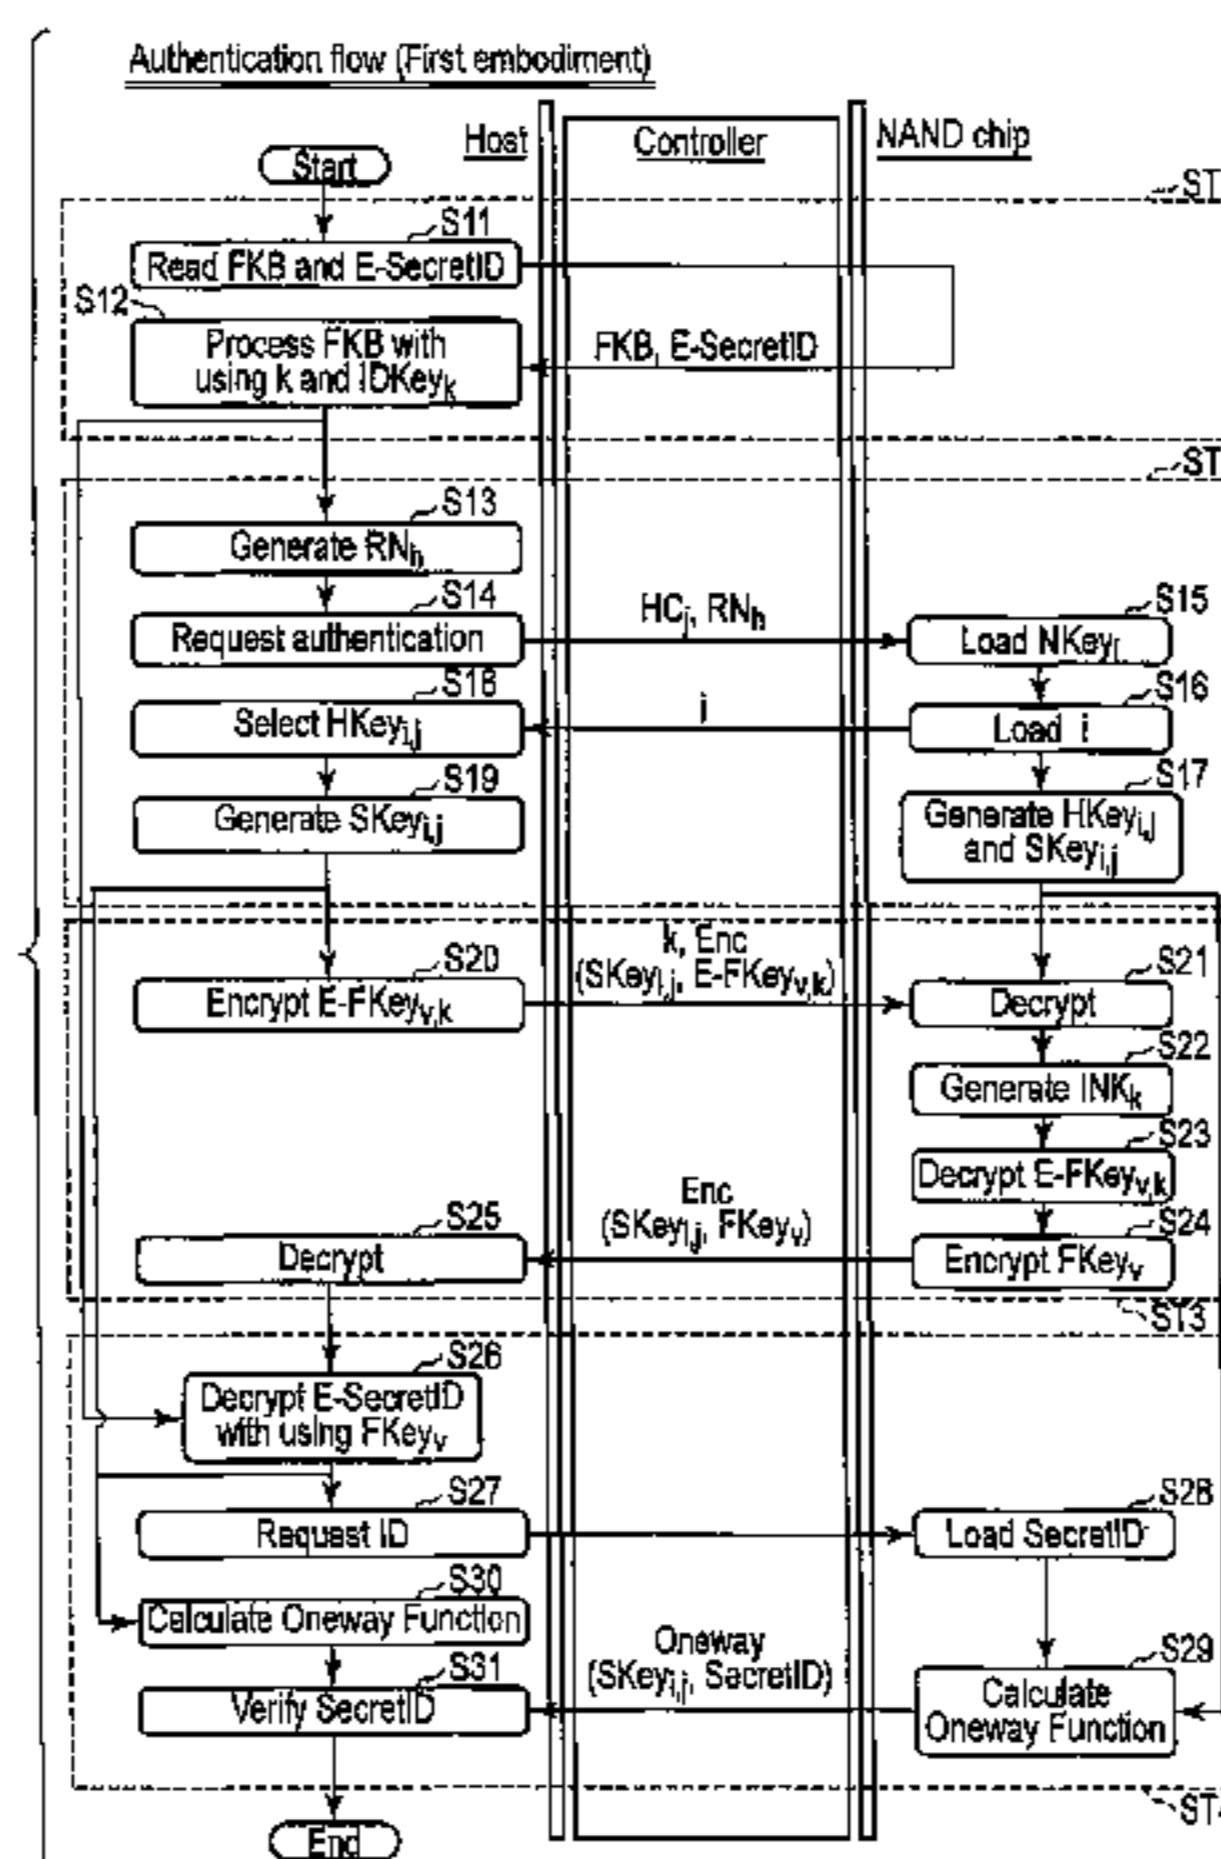 Authentication flow (First embodiment)
Host
Controller
NAND chip
Start
ST
S11
Read FKB and E-SecretID
S12
Process FKB with
using k and IDKeyk
FKB, E-SecretID
ST
S13
Generate RNh
S14
Request authentication
HCj, RNh
S15
Load NKeyi
S18
Select HKeyi,j
i
S16
Load i
S19
Generate SKeyi,j
S17
Generate HKeyi,j
and SKeyi,j
k, Enc
(SKeyi,j, E-FKeyv,k)
S20
Encrypt E-FKeyv,k
S21
Decrypt
S22
Generate INKk
S23
Decrypt E-FKeyv,k
Enc
(SKeyi,j, FKeyv)
S25
Decrypt
S24
Encrypt FKeyv
S13
S26
Decrypt E-SecretID
with using FKeyv
S27
Request ID
S28
Load SecretID
S30
Calculate Oneway Function
Oneway
(SKeyi,j, SecretID)
S29
Calculate
Oneway Function
S31
Verify SecretID
ST4
End